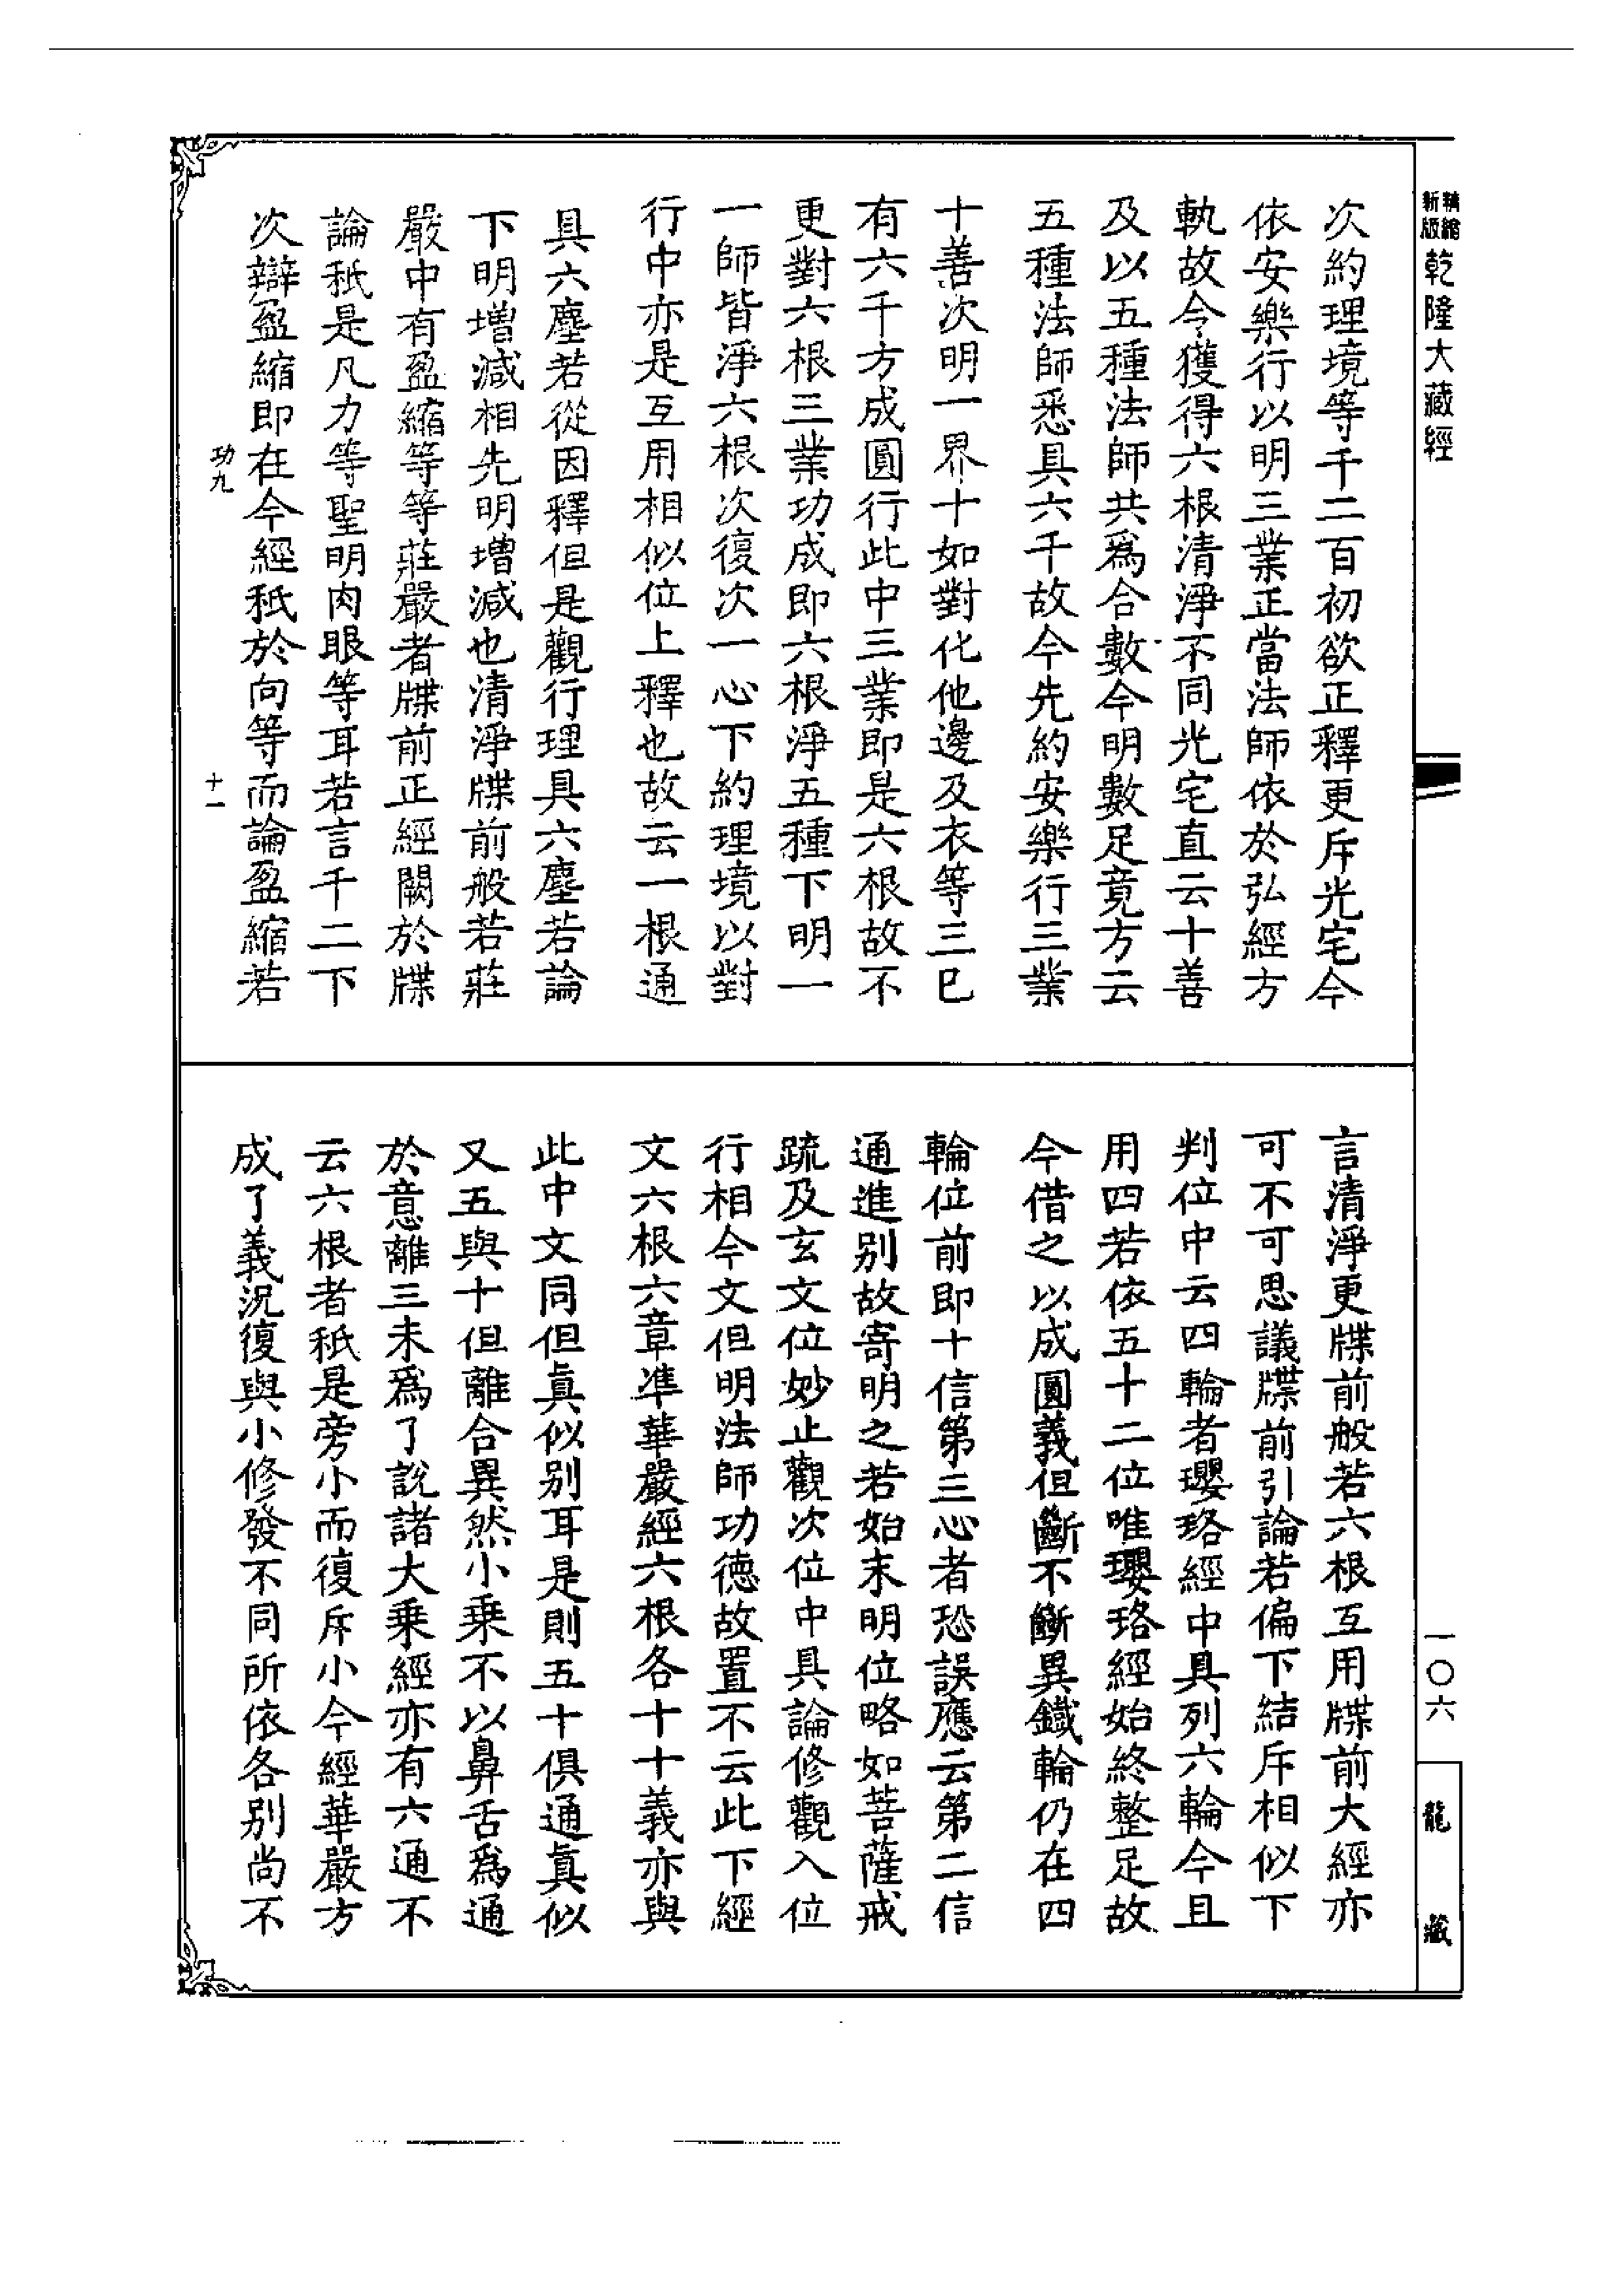 精縮新版乾隆大藏經
次約理境等千二百初欲正釋更斥光宅今
依安樂行以明三業正當法師依於弘經方
軌故今獲得六根清淨不同光宅直云十善
及以五種法師共爲合數今明數足竟方云
五種法師悉具六千故今先約安樂行三業
十善次明一界十如對化他邊及衣等三已
有六千方成圓行此中三業即是六根故不
更對六根三業功成即六根淨五種下明一
一師皆淨六根次復次一心下約理境以對
行中亦是互用相似位上釋也故云一根通
具六塵若從因釋但是觀行理具六塵若論
下明增減相先明增減也清淨牒前般若莊
嚴中有盈縮等等莊嚴者牒前正經闕於牒
論秖是凡力等聖明肉眼等耳若言千二下
次辯盈縮即在今經秖於向等而論盈縮若
功九
十一
言清淨更牒前般若六根互用牒前大經亦
可不可思議牒前引論若偏下結斥相似下
判位中云四輪者瓔珞經中具列六輪今且
用四若依五十二位唯瓔珞經始終整足故
今借之以成圓義但斷不斷異鐵輪仍在四
輪位前即十信第三心者恐誤應云第二信
通進别故寄明之若始末明位略如菩薩戒
疏及玄文位妙止觀次位中具論修觀入位
行相今文但明法師功德故置不云此下經
文六根六章準華嚴經六根各十十義亦與
此中文同但眞似别耳是則五十俱通眞似
又五與十但離合異然小乘不以鼻舌爲通
於意離三未爲了説諸大乘經亦有六通不
云六根者秖是旁小而復斥小今經華嚴方
成了義況復與小修發不同所依各别尚不
一〇六
龍藏